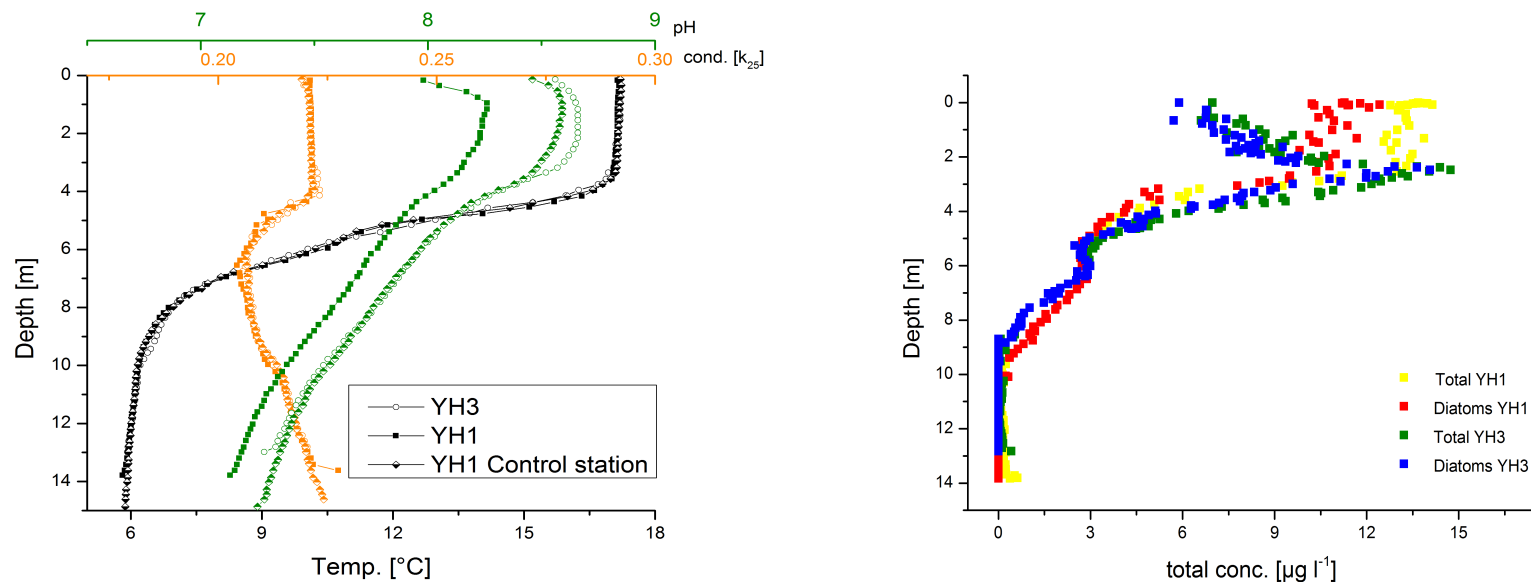 7 8 9 pH
0.20 0.25 0.30 cond. [k25]
0
2
4
6
8
10
12
14
Depth [m]
6 9 12 15 18
Temp. [°C]
YH3
YH1
YH1 Control station
0
2
4
6
8
10
12
14
Depth [m]
0 3 6 9 12 15
total conc. [µg l-1]
Total YH1
Diatoms YH1
Total YH3
Diatoms YH3